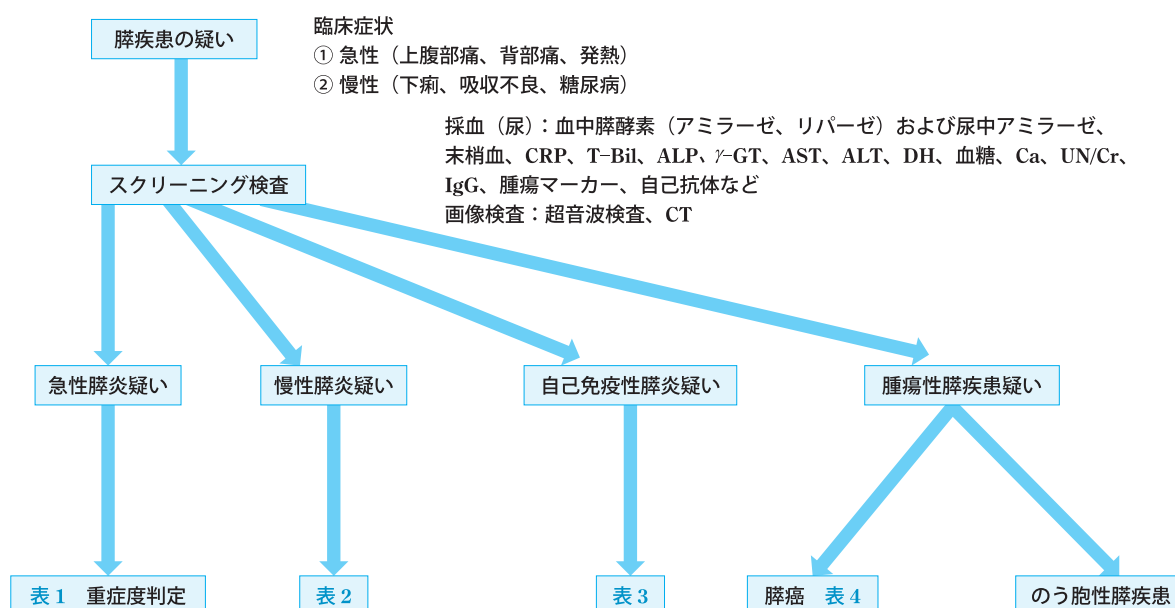 膵疾患の疑い
臨床症状
① 急性（上腹部痛、背部痛、発熱）
② 慢性（下痢、吸収不良、糖尿病）
採血（尿）：血中膵酵素（アミラーゼ、リパーゼ）および尿中アミラーゼ、
末梢血、CRP、T-Bil、ALP、γ-GT、AST、ALT、DH、血糖、Ca、UN/Cr、
IgG、腫瘍マーカー、自己抗体など
画像検査：超音波検査、CT
スクリーニング検査
急性膵炎疑い
慢性膵炎疑い
自己免疫性膵炎疑い
腫瘍性膵疾患疑い
表1　重症度判定
表2
表3
膵癌　表4
のう胞性膵疾患